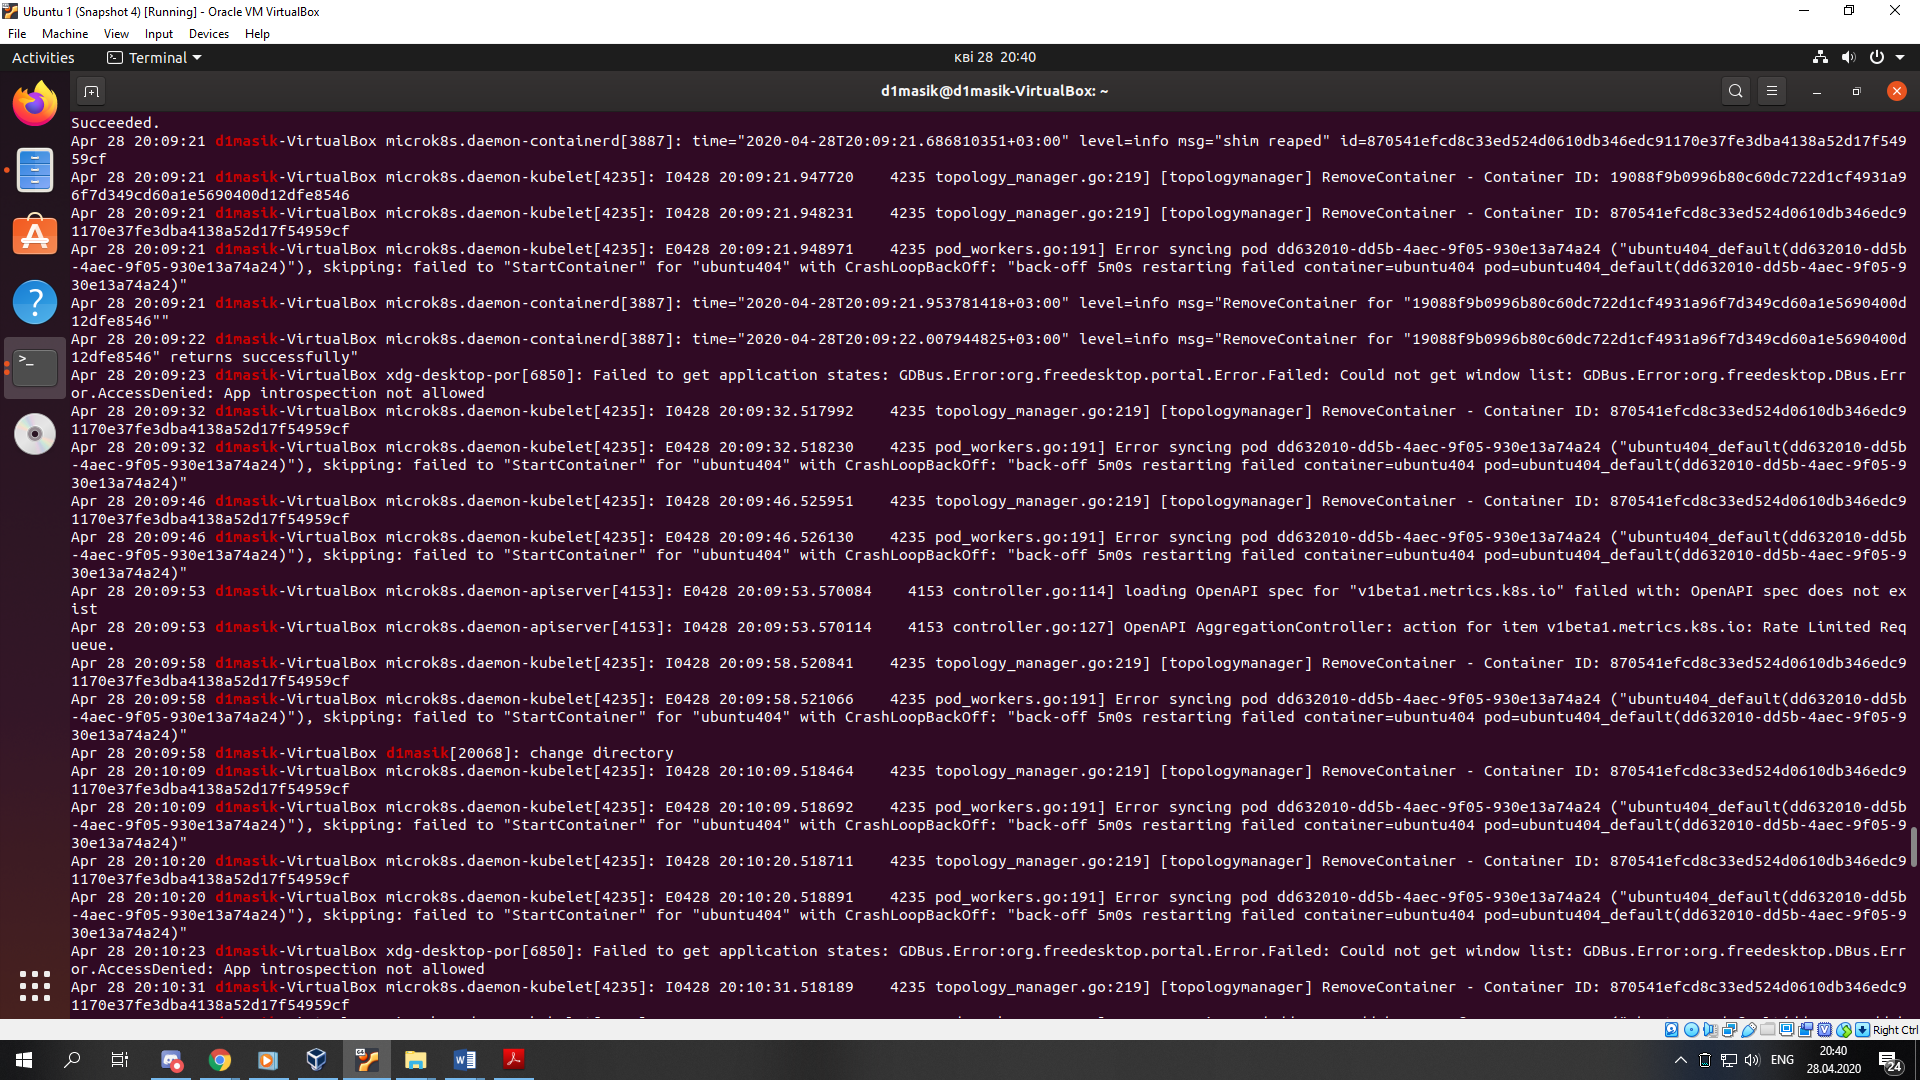 Ubuntu 1 (Snapshot 4) [Running] - Oracle VM VirtualBox
File Machine View Input Devices Help
Activities Terminal кві 28 20:40
d1masik@d1masik-VirtualBox: ~
Succeeded.
Apr 28 20:09:21 d1masik-VirtualBox microk8s.daemon-containerd[3887]: time="2020-04-28T20:09:21.686810351+03:00" level=info msg="shim reaped" id=870541efcd8c33ed524d0610db346edc91170e37fe3dba4138a52d17f549
59cf
Apr 28 20:09:21 d1masik-VirtualBox microk8s.daemon-kubelet[4235]: I0428 20:09:21.947720 4235 topology_manager.go:219] [topologymanager] RemoveContainer - Container ID: 19088f9b0996b80c60dc722d1cf4931a9
6f7d349cd60a1e5690400d12dfe8546
Apr 28 20:09:21 d1masik-VirtualBox microk8s.daemon-kubelet[4235]: I0428 20:09:21.948231 4235 topology_manager.go:219] [topologymanager] RemoveContainer - Container ID: 870541efcd8c33ed524d0610db346edc9
1170e37fe3dba4138a52d17f54959cf
Apr 28 20:09:21 d1masik-VirtualBox microk8s.daemon-kubelet[4235]: E0428 20:09:21.948971 4235 pod_workers.go:191] Error syncing pod dd632010-dd5b-4aec-9f05-930e13a74a24 ("ubuntu404_default(dd632010-dd5b
-4aec-9f05-930e13a74a24)"), skipping: failed to "StartContainer" for "ubuntu404" with CrashLoopBackOff: "back-off 5m0s restarting failed container=ubuntu404 pod=ubuntu404_default(dd632010-dd5b-4aec-9f05-9
30e13a74a24)"
Apr 28 20:09:21 d1masik-VirtualBox microk8s.daemon-containerd[3887]: time="2020-04-28T20:09:21.953781418+03:00" level=info msg="RemoveContainer for "19088f9b0996b80c60dc722d1cf4931a96f7d349cd60a1e5690400d
12dfe8546""
Apr 28 20:09:22 d1masik-VirtualBox microk8s.daemon-containerd[3887]: time="2020-04-28T20:09:22.007944825+03:00" level=info msg="RemoveContainer for "19088f9b0996b80c60dc722d1cf4931a96f7d349cd60a1e5690400d
12dfe8546" returns successfully"
Apr 28 20:09:23 d1masik-VirtualBox xdg-desktop-por[6850]: Failed to get application states: GDBus.Error:org.freedesktop.portal.Error.Failed: Could not get window list: GDBus.Error:org.freedesktop.DBus.Err
or.AccessDenied: App introspection not allowed
Apr 28 20:09:32 d1masik-VirtualBox microk8s.daemon-kubelet[4235]: I0428 20:09:32.517992 4235 topology_manager.go:219] [topologymanager] RemoveContainer - Container ID: 870541efcd8c33ed524d0610db346edc9
1170e37fe3dba4138a52d17f54959cf
Apr 28 20:09:32 d1masik-VirtualBox microk8s.daemon-kubelet[4235]: E0428 20:09:32.518230 4235 pod_workers.go:191] Error syncing pod dd632010-dd5b-4aec-9f05-930e13a74a24 ("ubuntu404_default(dd632010-dd5b
-4aec-9f05-930e13a74a24)"), skipping: failed to "StartContainer" for "ubuntu404" with CrashLoopBackOff: "back-off 5m0s restarting failed container=ubuntu404 pod=ubuntu404_default(dd632010-dd5b-4aec-9f05-9
30e13a74a24)"
Apr 28 20:09:46 d1masik-VirtualBox microk8s.daemon-kubelet[4235]: I0428 20:09:46.525951 4235 topology_manager.go:219] [topologymanager] RemoveContainer - Container ID: 870541efcd8c33ed524d0610db346edc9
1170e37fe3dba4138a52d17f54959cf
Apr 28 20:09:46 d1masik-VirtualBox microk8s.daemon-kubelet[4235]: E0428 20:09:46.526130 4235 pod_workers.go:191] Error syncing pod dd632010-dd5b-4aec-9f05-930e13a74a24 ("ubuntu404_default(dd632010-dd5b
-4aec-9f05-930e13a74a24)"), skipping: failed to "StartContainer" for "ubuntu404" with CrashLoopBackOff: "back-off 5m0s restarting failed container=ubuntu404 pod=ubuntu404_default(dd632010-dd5b-4aec-9f05-9
30e13a74a24)"
Apr 28 20:09:53 d1masik-VirtualBox microk8s.daemon-apiserver[4153]: E0428 20:09:53.570084 4153 controller.go:114] loading OpenAPI spec for "v1beta1.metrics.k8s.io" failed with: OpenAPI spec does not ex
ist
Apr 28 20:09:53 d1masik-VirtualBox microk8s.daemon-apiserver[4153]: I0428 20:09:53.570114 4153 controller.go:127] OpenAPI AggregationController: action for item v1beta1.metrics.k8s.io: Rate Limited Req
ueue.
Apr 28 20:09:58 d1masik-VirtualBox microk8s.daemon-kubelet[4235]: I0428 20:09:58.520841 4235 topology_manager.go:219] [topologymanager] RemoveContainer - Container ID: 870541efcd8c33ed524d0610db346edc9
1170e37fe3dba4138a52d17f54959cf
Apr 28 20:09:58 d1masik-VirtualBox microk8s.daemon-kubelet[4235]: E0428 20:09:58.521066 4235 pod_workers.go:191] Error syncing pod dd632010-dd5b-4aec-9f05-930e13a74a24 ("ubuntu404_default(dd632010-dd5b
-4aec-9f05-930e13a74a24)"), skipping: failed to "StartContainer" for "ubuntu404" with CrashLoopBackOff: "back-off 5m0s restarting failed container=ubuntu404 pod=ubuntu404_default(dd632010-dd5b-4aec-9f05-9
30e13a74a24)"
Apr 28 20:09:58 d1masik-VirtualBox d1masik[20068]: change directory
Apr 28 20:10:09 d1masik-VirtualBox microk8s.daemon-kubelet[4235]: I0428 20:10:09.518464 4235 topology_manager.go:219] [topologymanager] RemoveContainer - Container ID: 870541efcd8c33ed524d0610db346edc9
1170e37fe3dba4138a52d17f54959cf
Apr 28 20:10:09 d1masik-VirtualBox microk8s.daemon-kubelet[4235]: E0428 20:10:09.518692 4235 pod_workers.go:191] Error syncing pod dd632010-dd5b-4aec-9f05-930e13a74a24 ("ubuntu404_default(dd632010-dd5b
-4aec-9f05-930e13a74a24)"), skipping: failed to "StartContainer" for "ubuntu404" with CrashLoopBackOff: "back-off 5m0s restarting failed container=ubuntu404 pod=ubuntu404_default(dd632010-dd5b-4aec-9f05-9
30e13a74a24)"
Apr 28 20:10:20 d1masik-VirtualBox microk8s.daemon-kubelet[4235]: I0428 20:10:20.518711 4235 topology_manager.go:219] [topologymanager] RemoveContainer - Container ID: 870541efcd8c33ed524d0610db346edc9
1170e37fe3dba4138a52d17f54959cf
Apr 28 20:10:20 d1masik-VirtualBox microk8s.daemon-kubelet[4235]: E0428 20:10:20.518891 4235 pod_workers.go:191] Error syncing pod dd632010-dd5b-4aec-9f05-930e13a74a24 ("ubuntu404_default(dd632010-dd5b
-4aec-9f05-930e13a74a24)"), skipping: failed to "StartContainer" for "ubuntu404" with CrashLoopBackOff: "back-off 5m0s restarting failed container=ubuntu404 pod=ubuntu404_default(dd632010-dd5b-4aec-9f05-9
30e13a74a24)"
Apr 28 20:10:23 d1masik-VirtualBox xdg-desktop-por[6850]: Failed to get application states: GDBus.Error:org.freedesktop.portal.Error.Failed: Could not get window list: GDBus.Error:org.freedesktop.DBus.Err
or.AccessDenied: App introspection not allowed
Apr 28 20:10:31 d1masik-VirtualBox microk8s.daemon-kubelet[4235]: I0428 20:10:31.518189 4235 topology_manager.go:219] [topologymanager] RemoveContainer - Container ID: 870541efcd8c33ed524d0610db346edc9
1170e37fe3dba4138a52d17f54959cf
Right Ctrl
ENG
20:40
28.04.2020
24